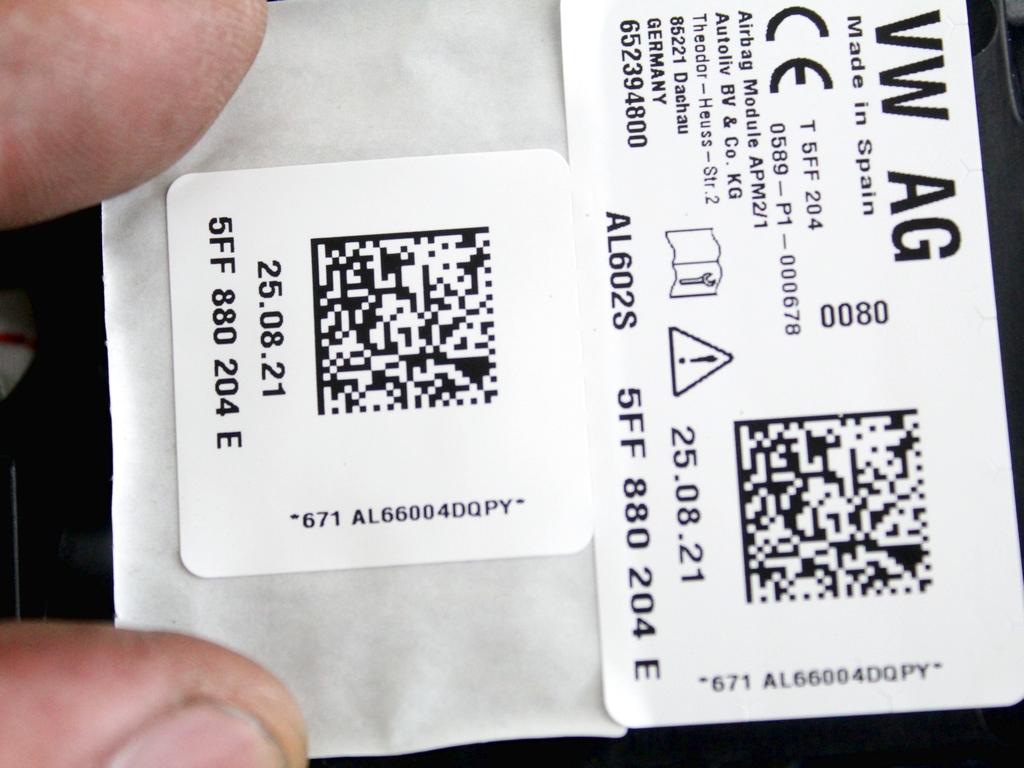 VW AG
Made in Spain
0080
T 5FF 204
0589-P1-000678
CE
Airbag Module APM2/1
Autoliv BV & Co. KG
Theodor-Heuss-Str.2
85221 Dachau
GERMANY
652394800
25.08.21
AL602S 5FF 880 204 E
*671 AL66004DQPY*
25.08.21
5FF 880 204 E
*671 AL66004DQPY*